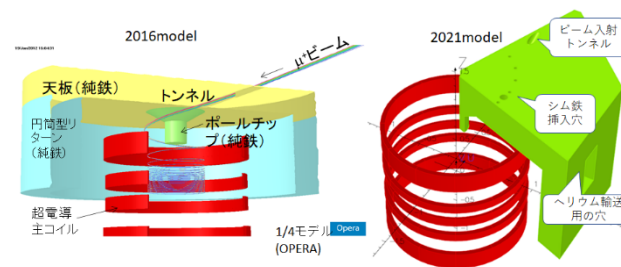 2016model
2021model
μ+ビーム
天板(純鉄)
トンネル
円筒型リ
ターン
(純鉄)
ポールチッ
プ(純鉄)
超電導
主コイル
1/4モデル
(OPERA)
Opera
ビーム入射
トンネル
シム鉄
挿入穴
ヘリウム輸送
用の穴